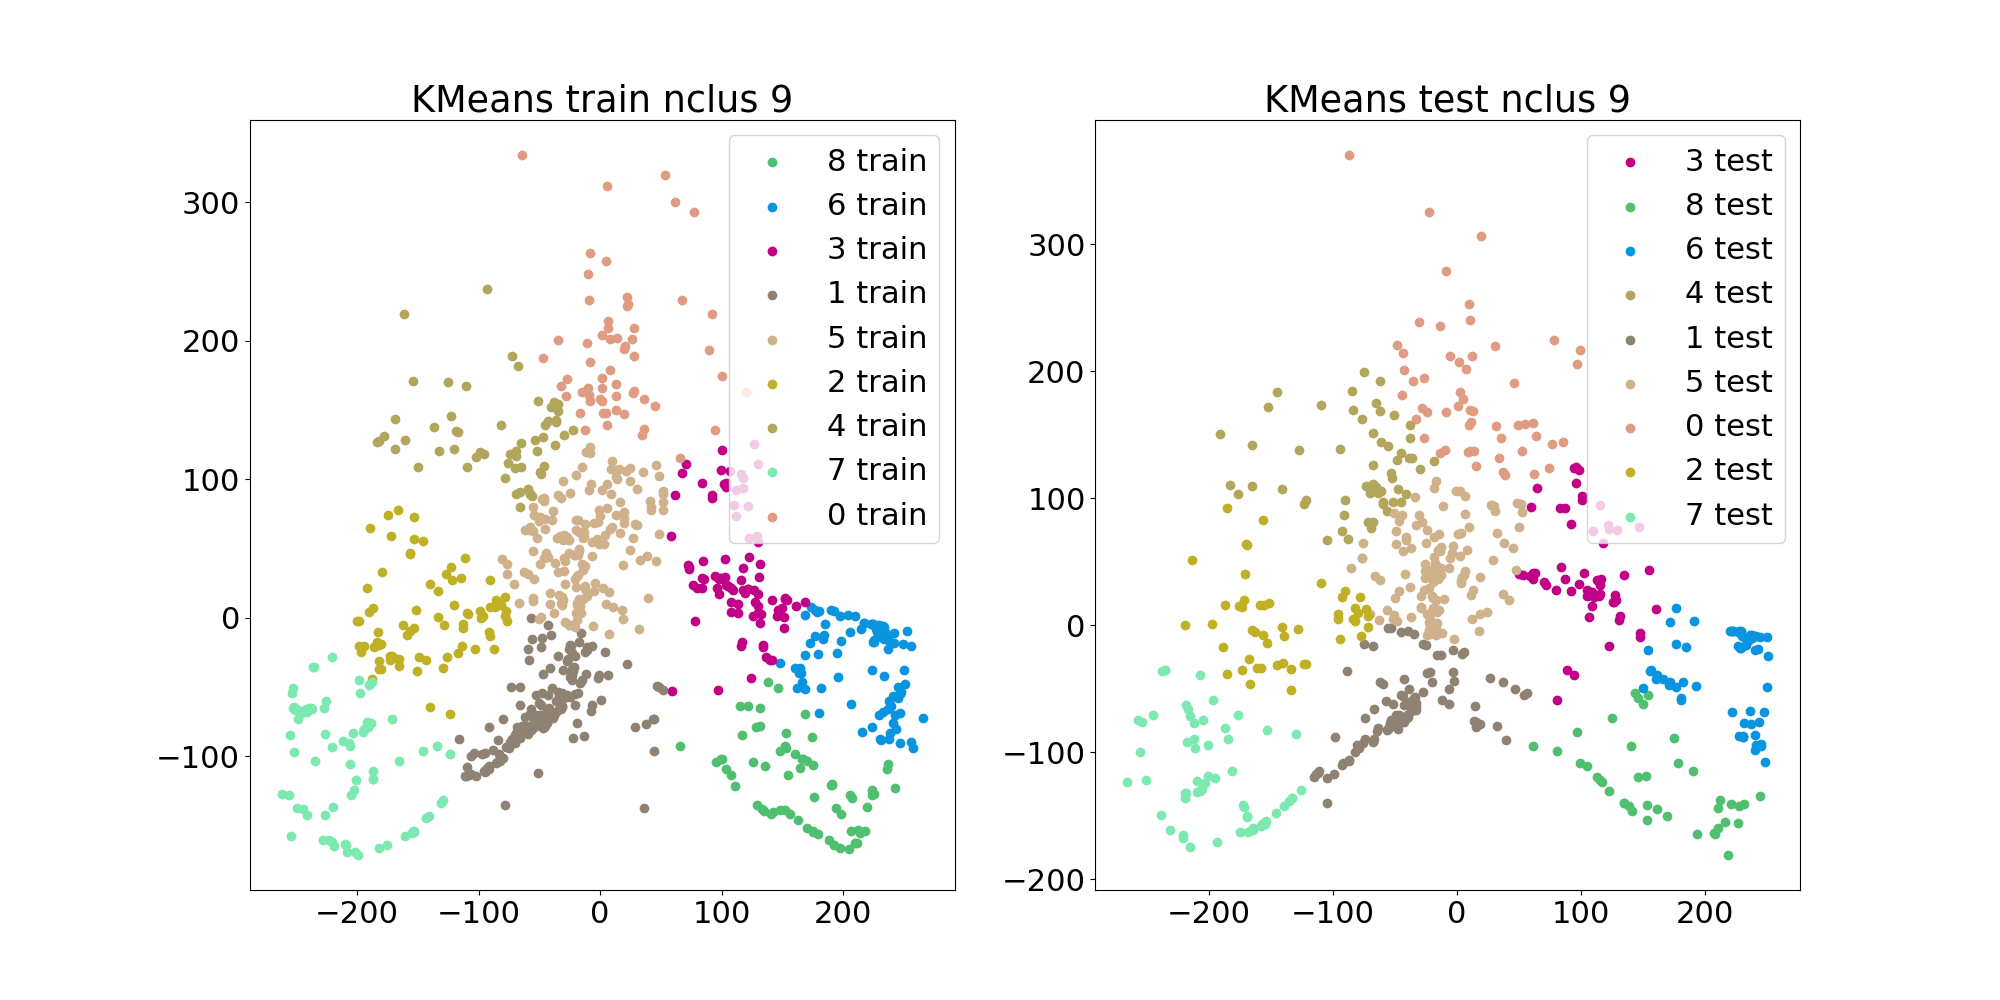 KMeans train nclus 9
300
200
100
0
−100
−200
−100
0
100
200
8 train
6 train
3 train
1 train
5 train
2 train
4 train
7 train
0 train
KMeans test nclus 9
300
200
100
0
−100
−200
−200
−100
0
100
200
3 test
8 test
6 test
4 test
1 test
5 test
0 test
2 test
7 test